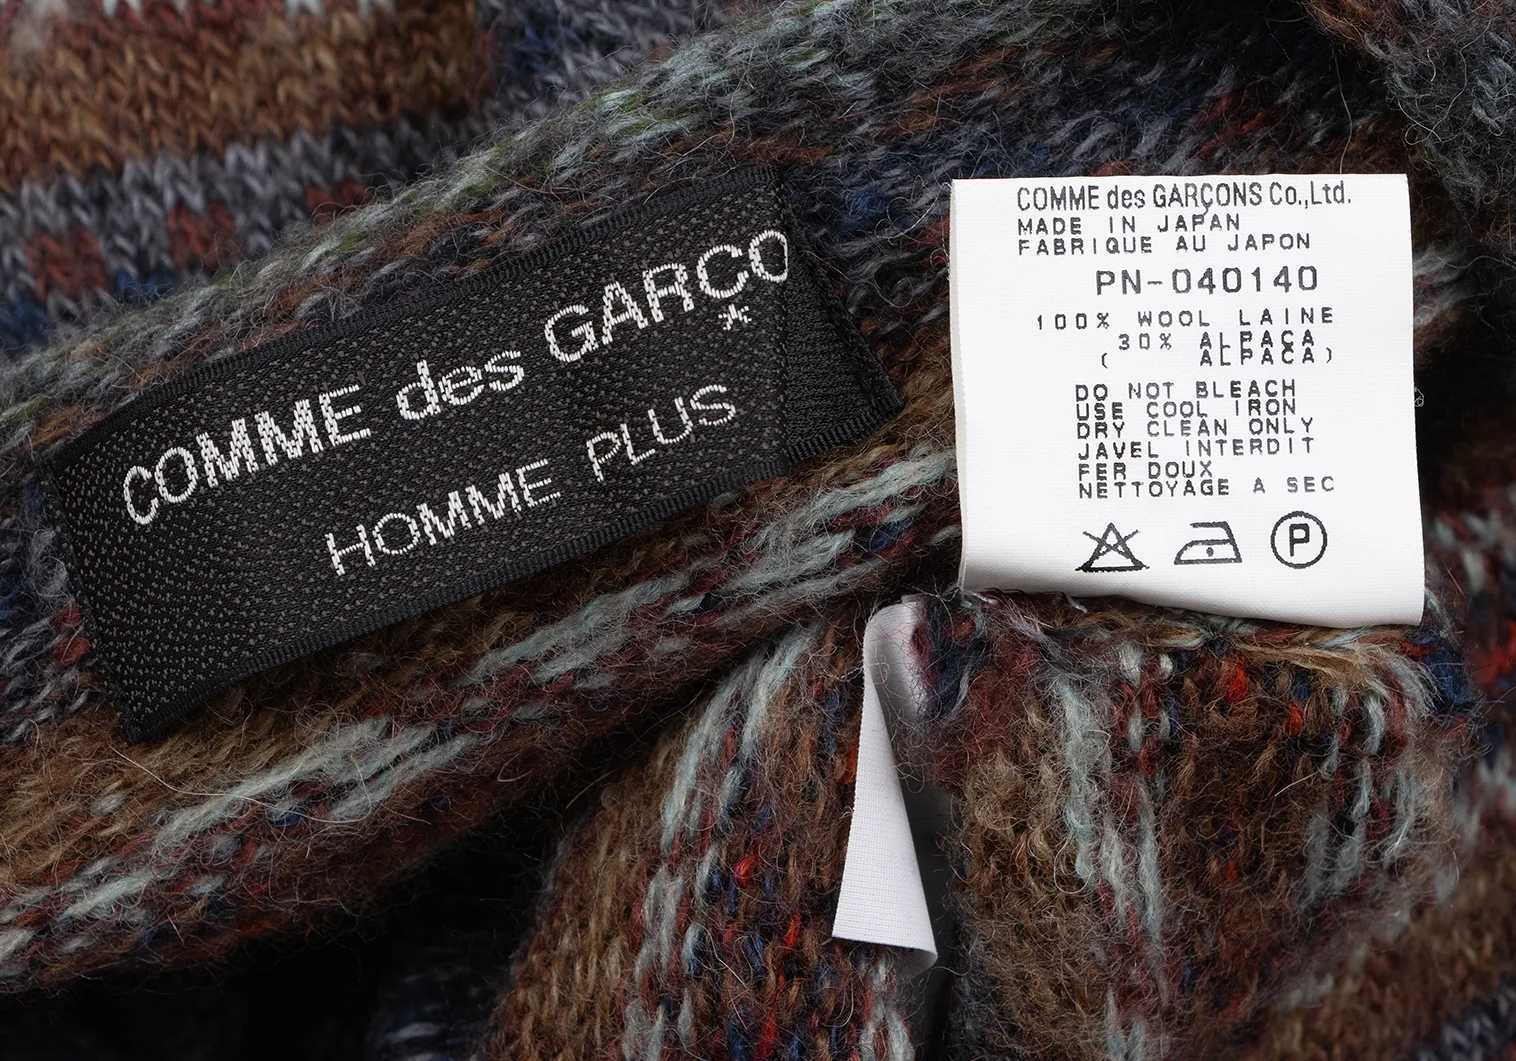 COMME des GARCO
*
HOMME PLUS
COMME des GARÇONS Co.,Ltd.
MADE IN JAPAN
FABRIQUE AU JAPON
PN-040140
100% WOOL LAINE
30% ALPACA
( ALPACA)
DO NOT BLEACH
USE COOL IRON
DRY CLEAN ONLY
JAVEL INTERDIT
FER DOUX
NETTOYAGE A SEC
P